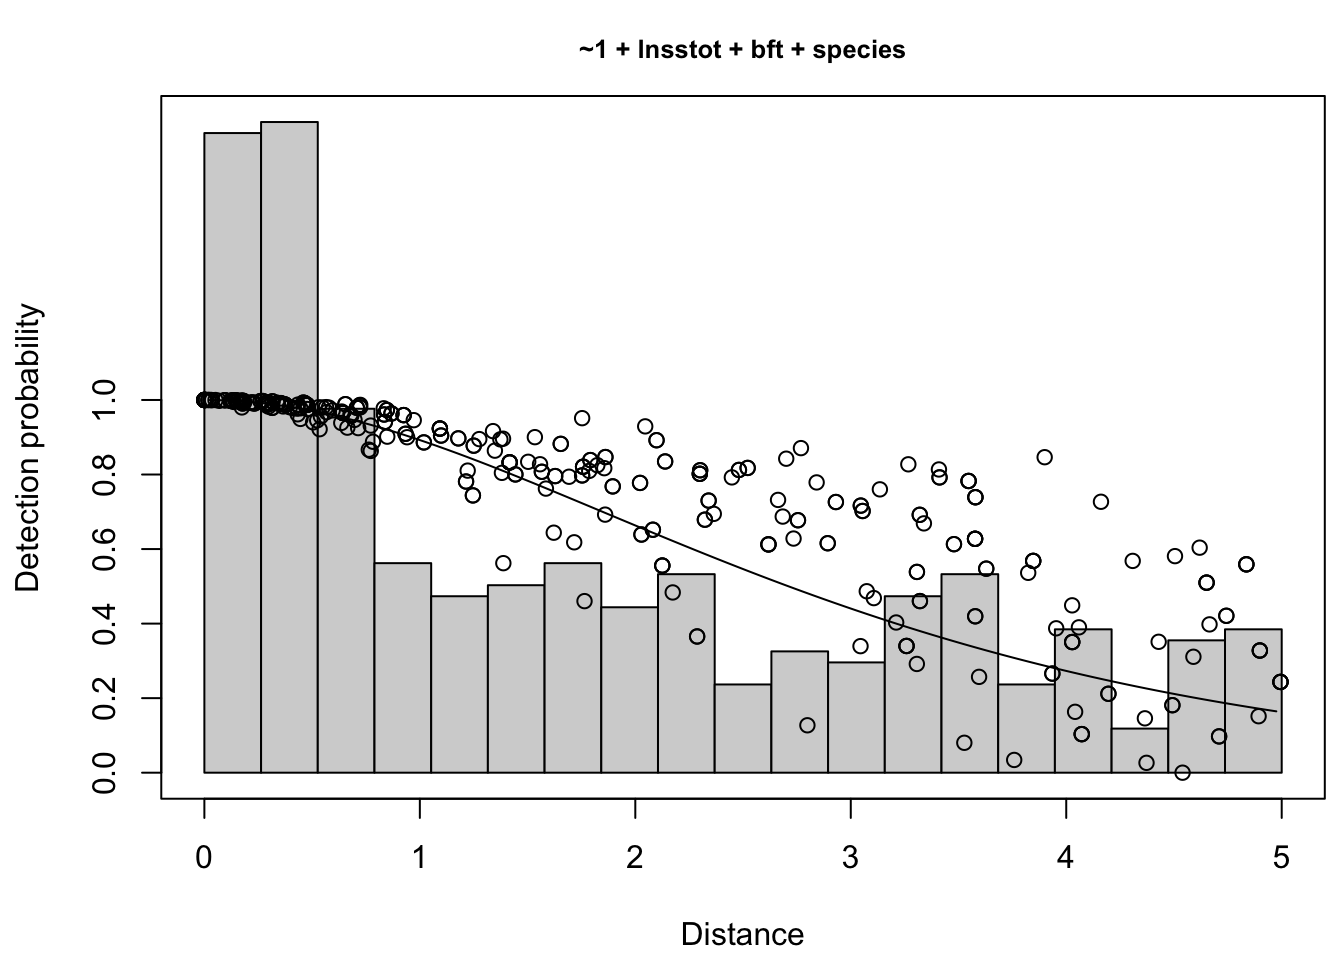 ~1 + lnsstot + bft + species
Detection probability
1.0
0.8
0.6
0.4
0.2
0.0
0 1 2 3 4 5
Distance